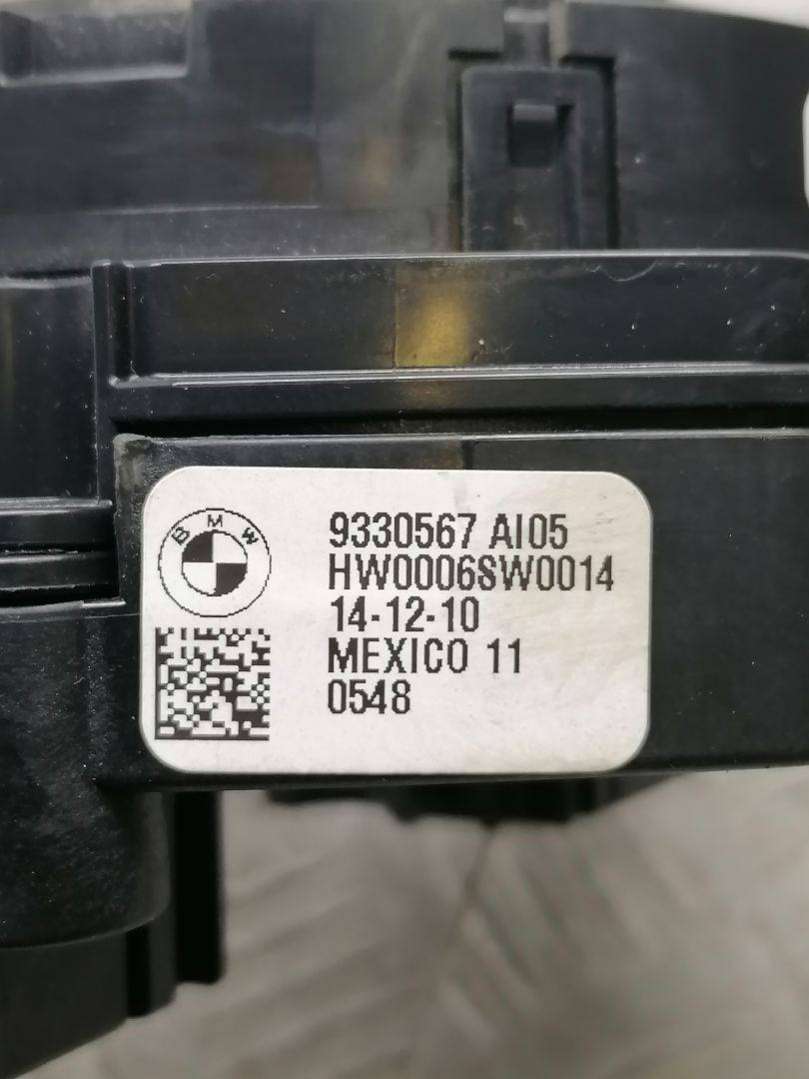 BMW
9330567 AI05
HW0006SW0014
14-12-10
MEXICO 11
0548